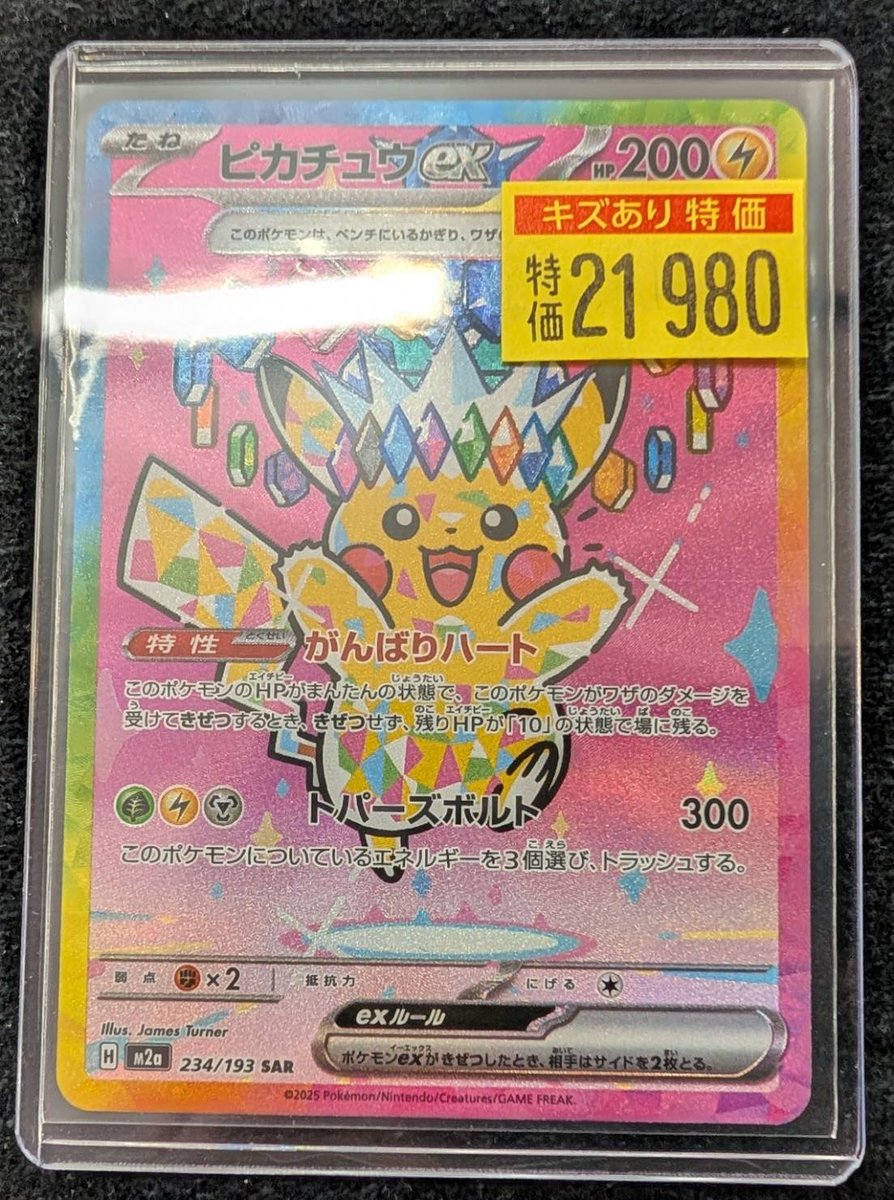 たね
ピカチュウex
HP 200
キズあり特価
特価 21 980
このポケモンは、ベンチにいるかぎり、ワザの
特性 とくせい がんばりハート
このポケモンのHPがまんたんの状態で、このポケモンがワザのダメージを
受けてきぜつするとき、きぜつせず、残りHPが「10」の状態で場に残る。
トパーズボルト 300
このポケモンについているエネルギーを3個選び、トラッシュする。
弱点 ×2 抵抗力 にげる
Illus. James Turner
exルール
ポケモンexがきぜつしたとき、相手はサイドを2枚とる。
H M2a 234/193 SAR
©2025 Pokémon/Nintendo/Creatures/GAME FREAK.